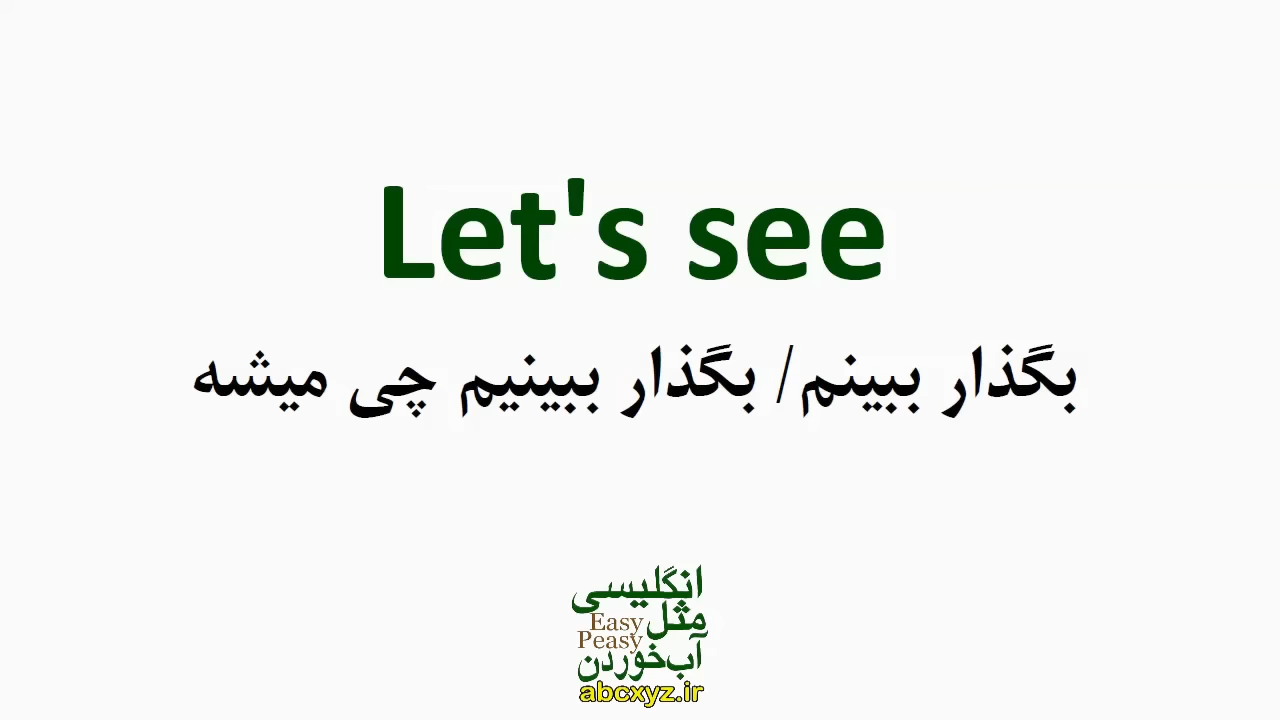 Let's see
بگذار ببینم/ بگذار ببینیم چی میشه
انگلیسی
مثل Easy
Peasy
آب‌خوردن
abcxyz.ir